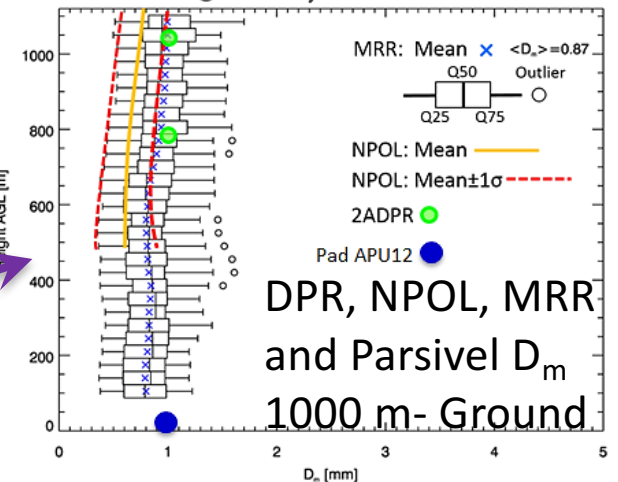 1000
800
600
400
200
0
0 1 2 3 4 5
Dₘ [mm]
MRR: Mean × <Dₘ>=0.87
Q50 Outlier
Q25 Q75
NPOL: Mean
NPOL: Mean±1σ
2ADPR
Pad APU12
DPR, NPOL, MRR
and Parsivel Dₘ
1000 m- Ground